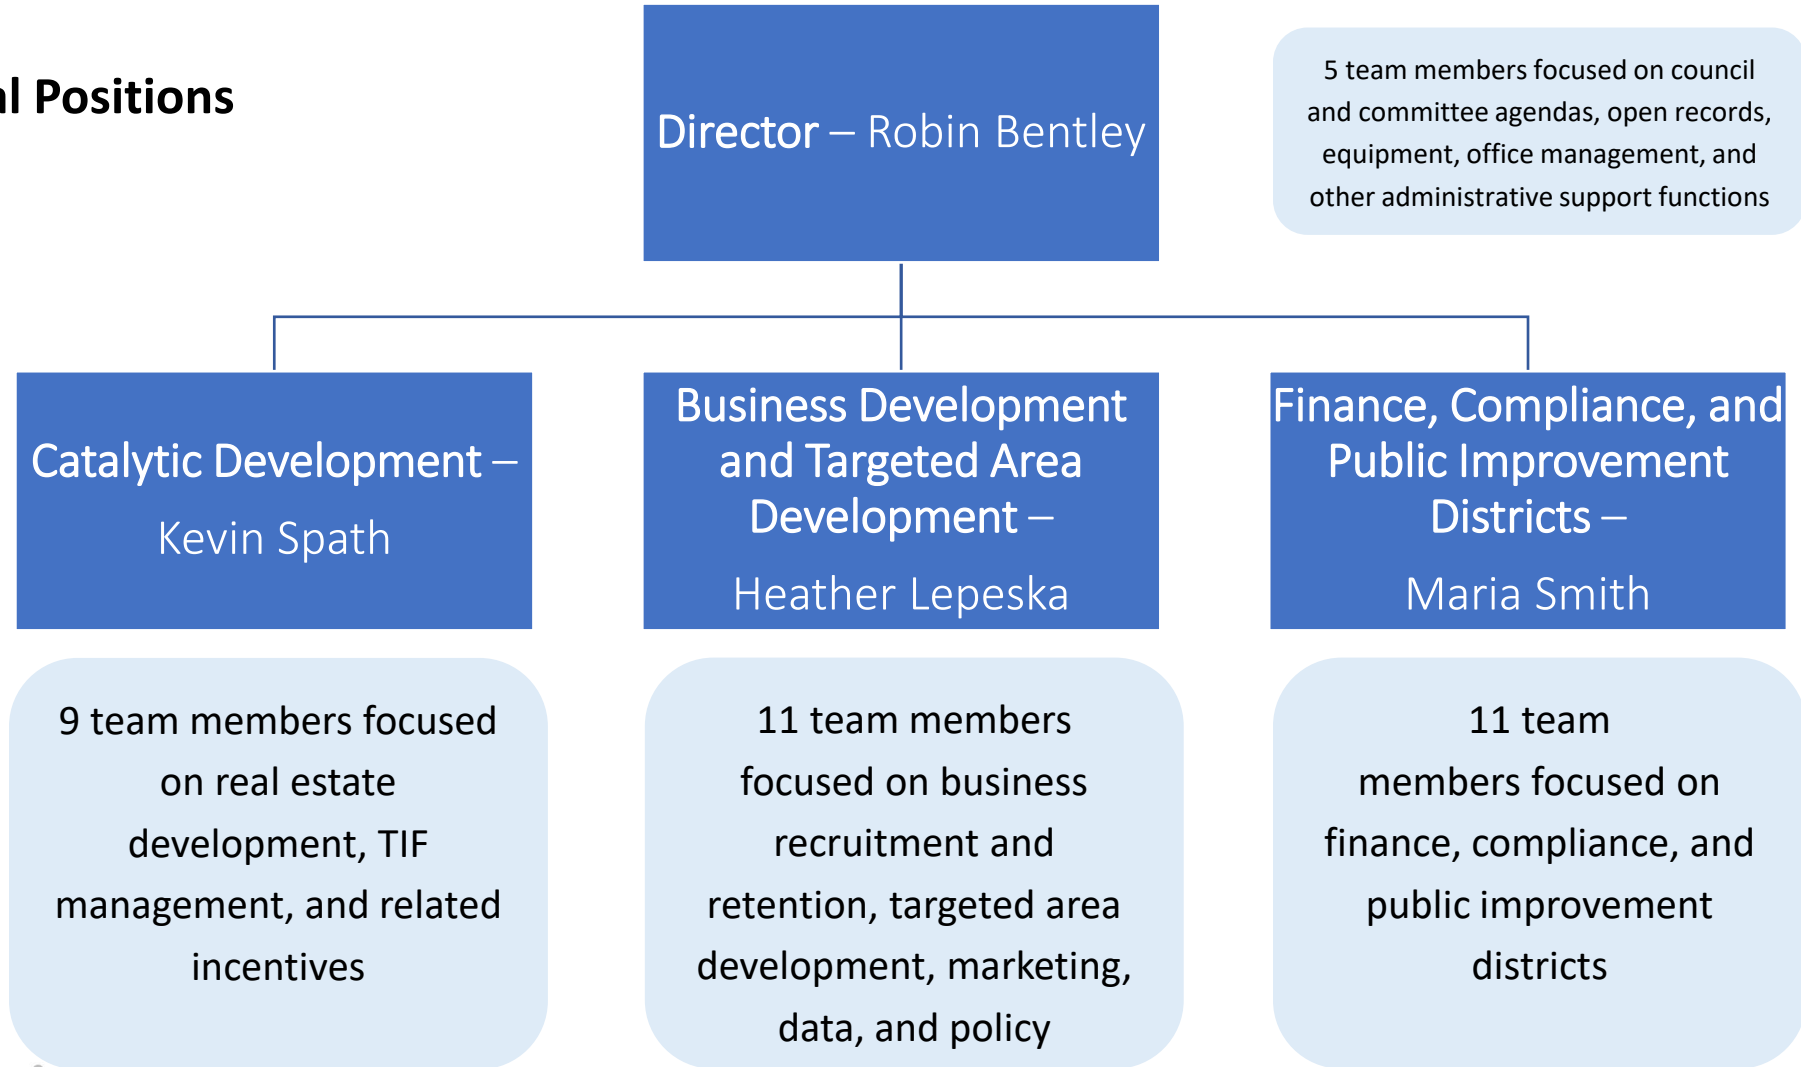 Positions
Director – Robin Bentley
5 team members focused on council
and committee agendas, open records,
equipment, office management, and
other administrative support functions
Catalytic Development –
Kevin Spath
Business Development
and Targeted Area
Development –
Heather Lepeska
Finance, Compliance, and
Public Improvement
Districts –
Maria Smith
9 team members focused
on real estate
development, TIF
management, and related
incentives
11 team members
focused on business
recruitment and
retention, targeted area
development, marketing,
data, and policy
11 team
members focused on
finance, compliance, and
public improvement
districts